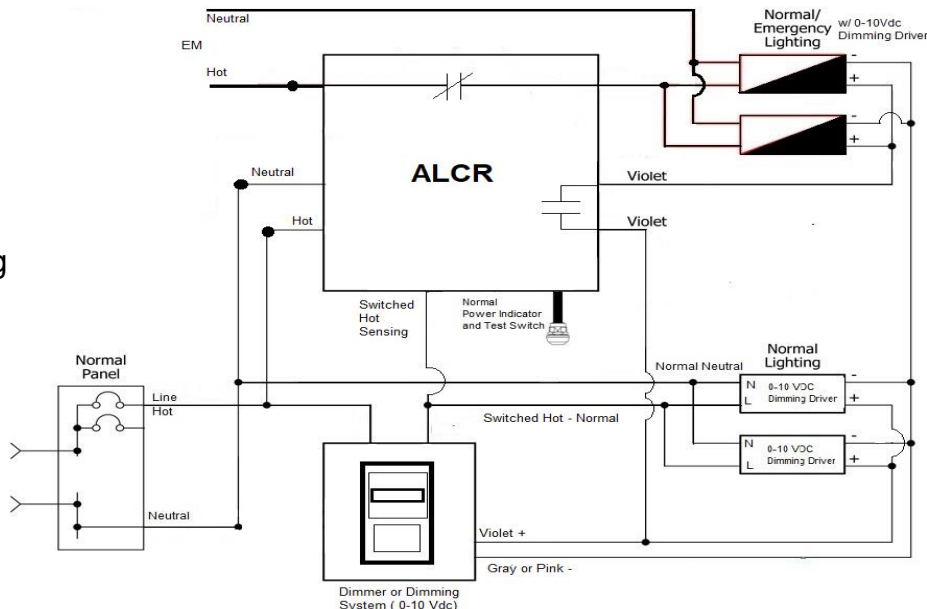 Neutral
EM
Hot
Normal/
Emergency
Lighting
w/ 0-10Vdc
Dimming Driver
-
+
-
+
Neutral
ALCR
Violet
Hot
Violet
g
Switched
Hot
Sensing
Normal
Power Indicator
and Test Switch
Normal
Panel
Normal Neutral
Normal
Lighting
Line
Hot
N 0-10 VDC
L Dimming Driver
-
+
Switched Hot - Normal
N 0-10 VDC
L Dimming Driver
-
+
Neutral
Violet +
Gray or Pink -
Dimmer or Dimming
System ( 0-10 Vdc)